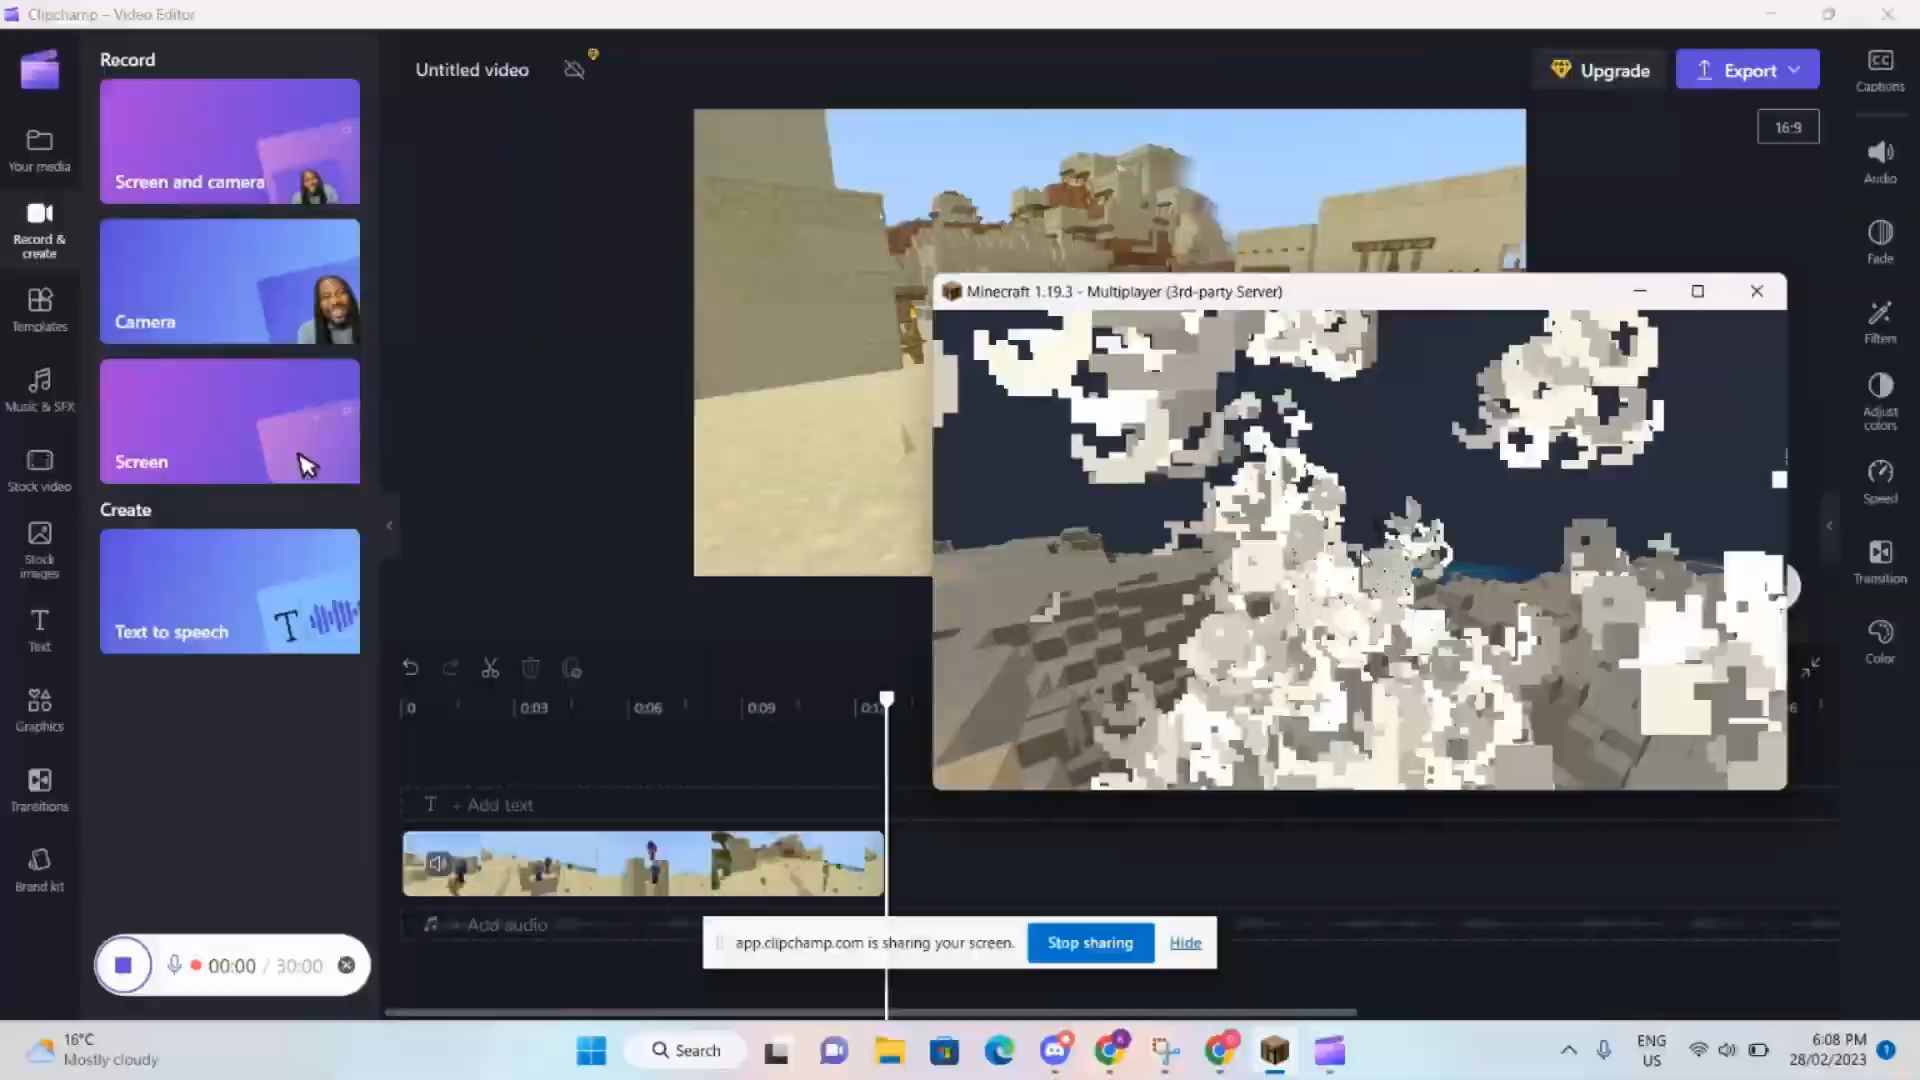 Clipchamp – Video Editor
Record
Screen and camera
Camera
Screen
Create
Text to speech
T
Your media
Record & create
Templates
Music & SFX
Stock video
Stock images
Text
Graphics
Transitions
Brand kit
Untitled video
Upgrade
Export
16:9
CC
Captions
Audio
Fade
Filters
Adjust colors
Speed
Transition
Color
Minecraft 1.19.3 - Multiplayer (3rd-party Server)
0
0:03
0:06
0:09
T + Add text
+ Add audio
app.clipchamp.com is sharing your screen.
Stop sharing
Hide
00:00 / 30:00
16°C
Mostly cloudy
Search
ENG
US
6:08 PM
28/02/2023
1